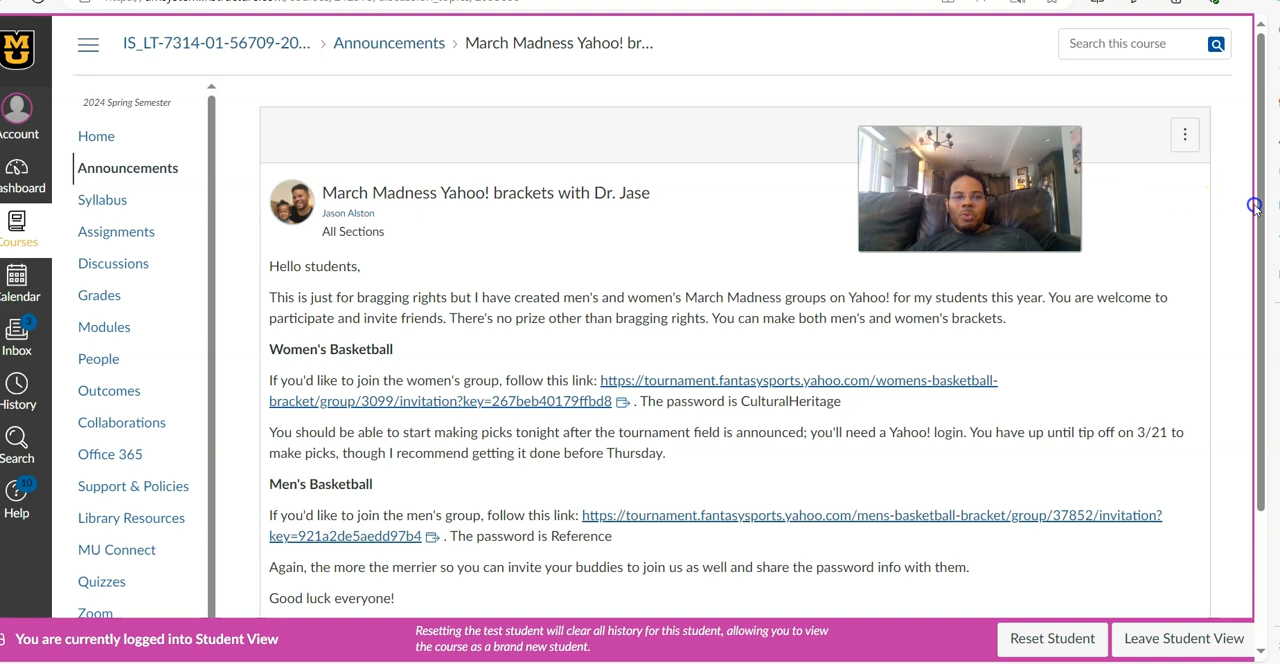 IS_LT-7314-01-56709-20... > Announcements > March Madness Yahoo! br...
Search this course
2024 Spring Semester
Home
Announcements
Syllabus
Assignments
Discussions
Grades
Modules
People
Outcomes
Collaborations
Office 365
Support & Policies
Library Resources
MU Connect
Quizzes
Zoom
MU
Account
Dashboard
Courses
Calendar
3
Inbox
History
Search
10
Help
March Madness Yahoo! brackets with Dr. Jase
Jason Alston
All Sections
Hello students,
This is just for bragging rights but I have created men's and women's March Madness groups on Yahoo! for my students this year. You are welcome to
participate and invite friends. There's no prize other than bragging rights. You can make both men's and women's brackets.
Women's Basketball
If you'd like to join the women's group, follow this link: https://tournament.fantasysports.yahoo.com/womens-basketball-
bracket/group/3099/invitation?key=267beb40179ffbd8 . The password is CulturalHeritage
You should be able to start making picks tonight after the tournament field is announced; you'll need a Yahoo! login. You have up until tip off on 3/21 to
make picks, though I recommend getting it done before Thursday.
Men's Basketball
If you'd like to join the men's group, follow this link: https://tournament.fantasysports.yahoo.com/mens-basketball-bracket/group/37852/invitation?
key=921a2de5aedd97b4 . The password is Reference
Again, the more the merrier so you can invite your buddies to join us as well and share the password info with them.
Good luck everyone!
You are currently logged into Student View
Resetting the test student will clear all history for this student, allowing you to view
the course as a brand new student.
Reset Student
Leave Student View